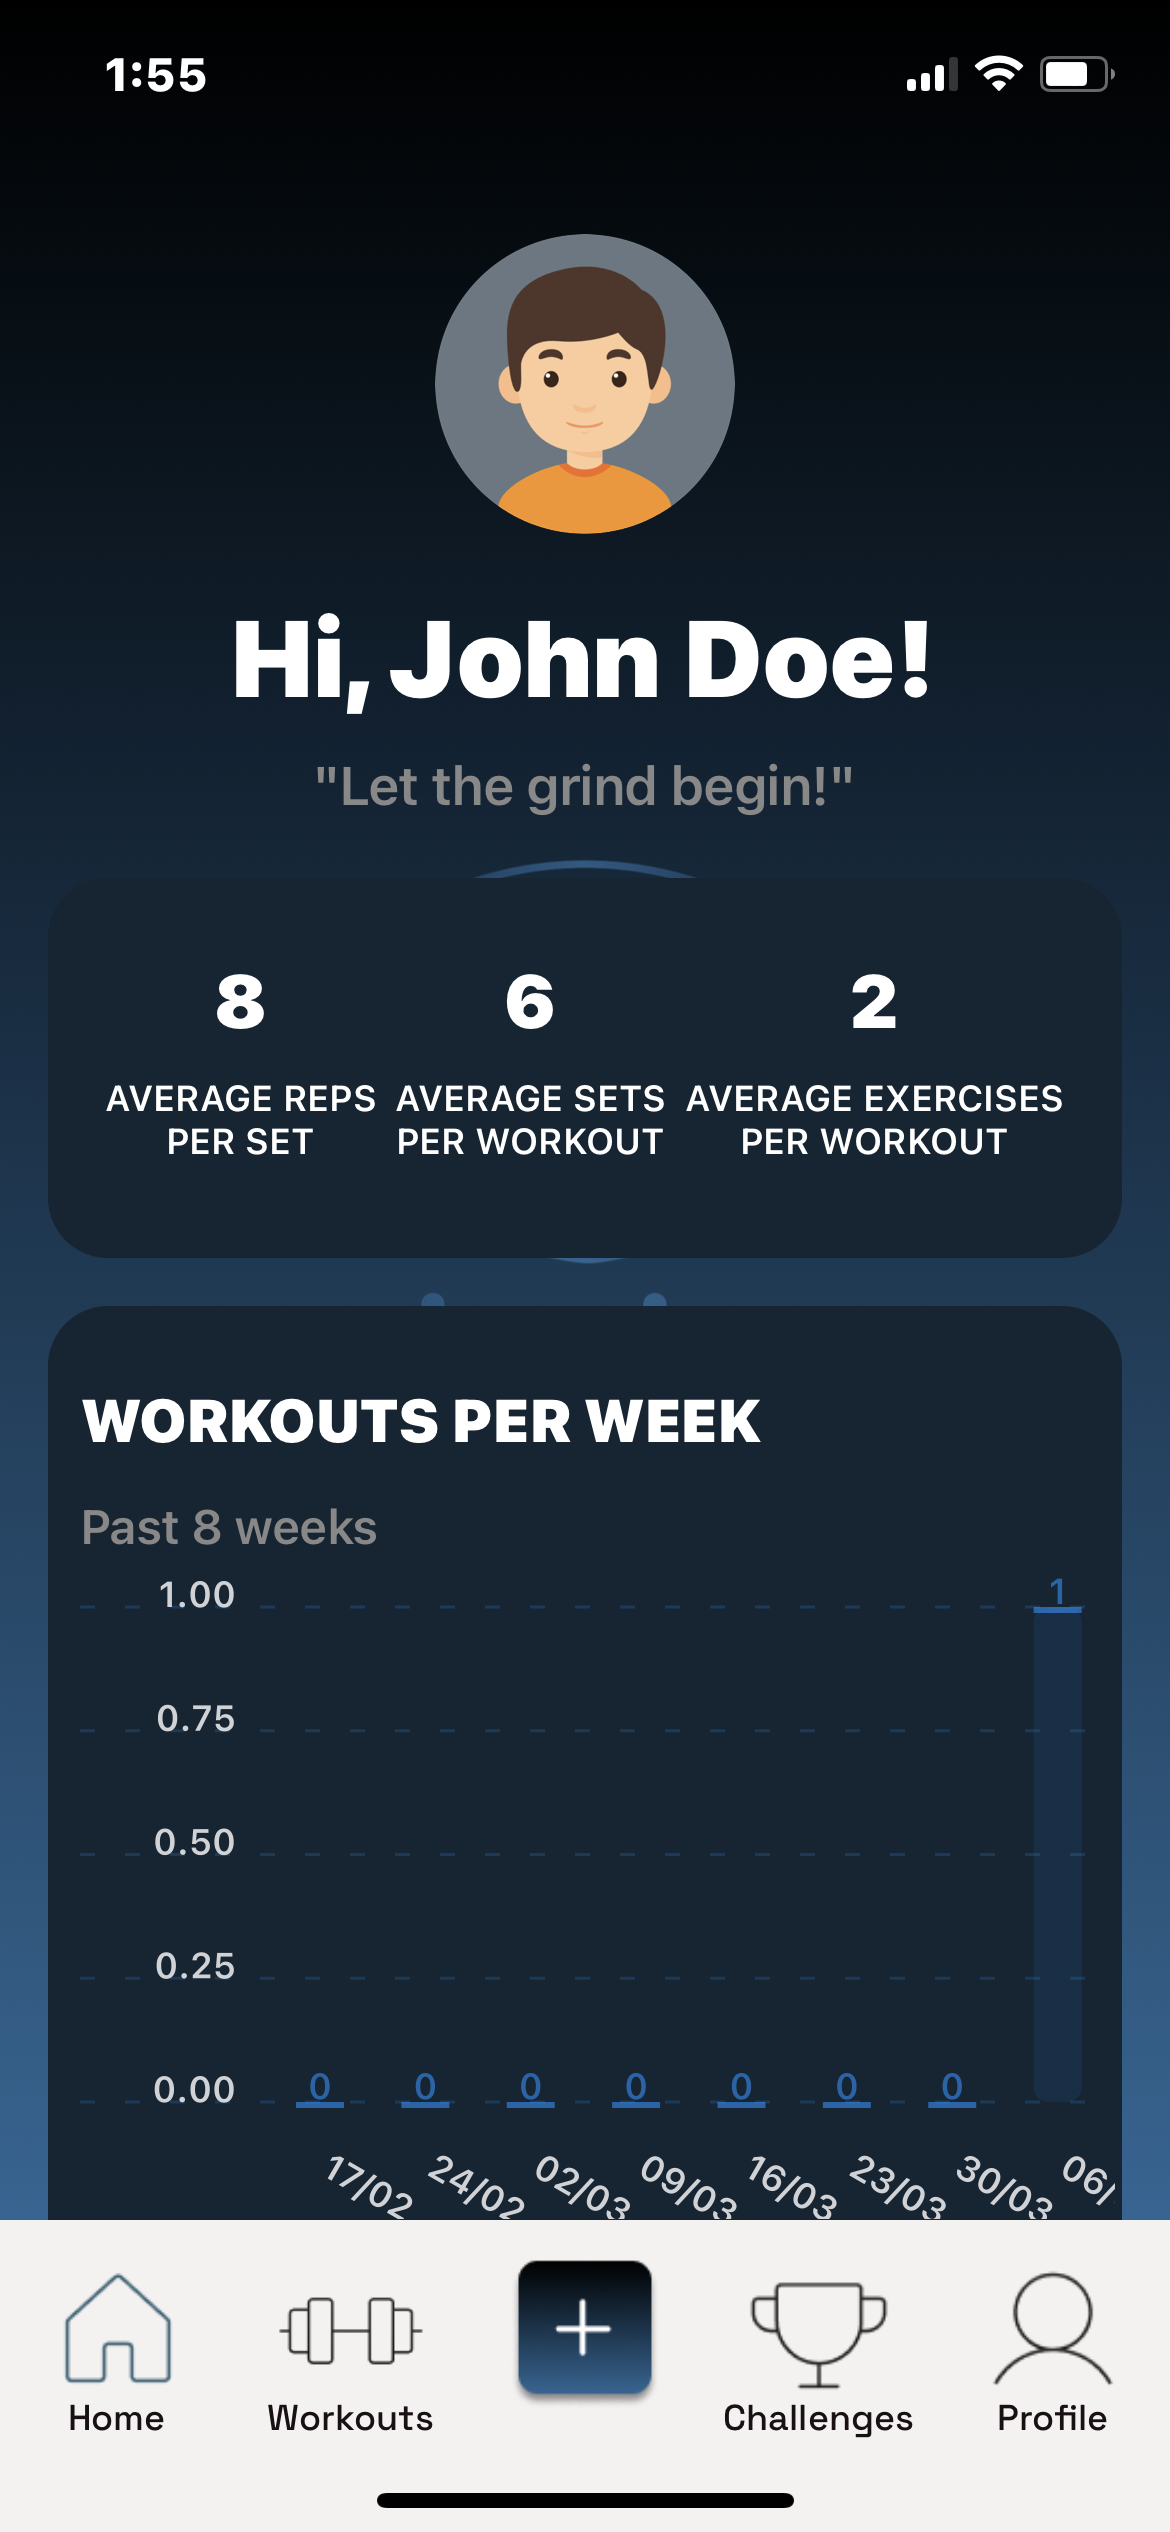 1:55
Hi, John Doe!
"Let the grind begin!"
8 6 2
AVERAGE REPS AVERAGE SETS AVERAGE EXERCISES
PER SET PER WORKOUT PER WORKOUT
WORKOUTS PER WEEK
Past 8 weeks
1.00 1
0.75
0.50
0.25
0.00 0 0 0 0 0 0 0
17/02 24/02 02/03 09/03 16/03 23/03 30/03 06/
Home Workouts Challenges Profile